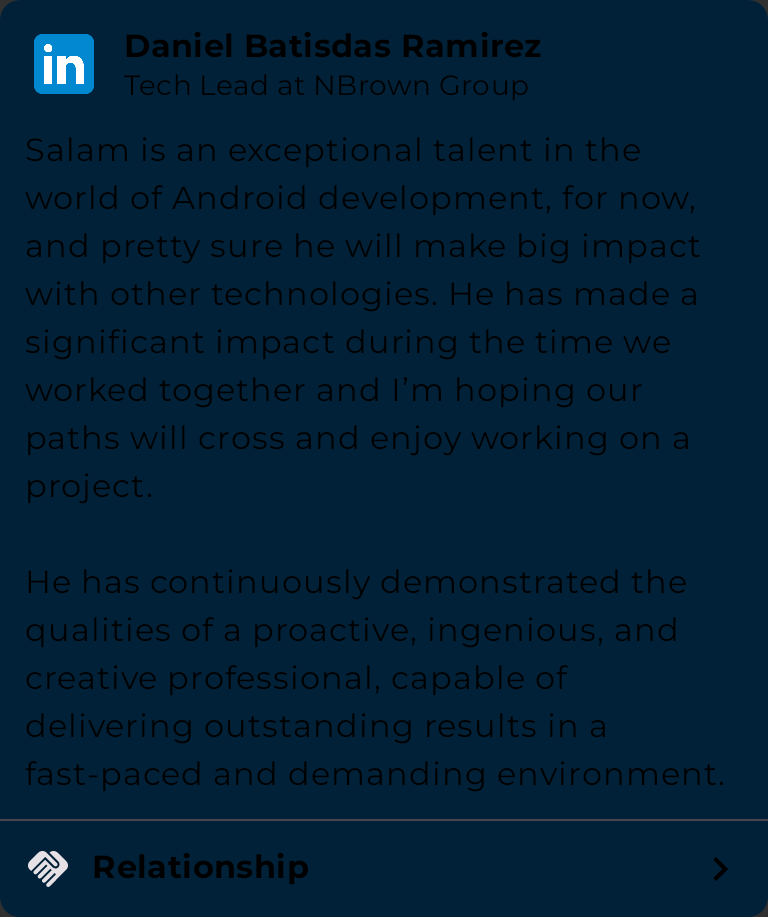 in
Daniel Batisdas Ramirez
Tech Lead at NBrown Group
Salam is an exceptional talent in the
world of Android development, for now,
and pretty sure he will make big impact
with other technologies. He has made a
significant impact during the time we
worked together and I’m hoping our
paths will cross and enjoy working on a
project.
He has continuously demonstrated the
qualities of a proactive, ingenious, and
creative professional, capable of
delivering outstanding results in a
fast-paced and demanding environment.
Relationship